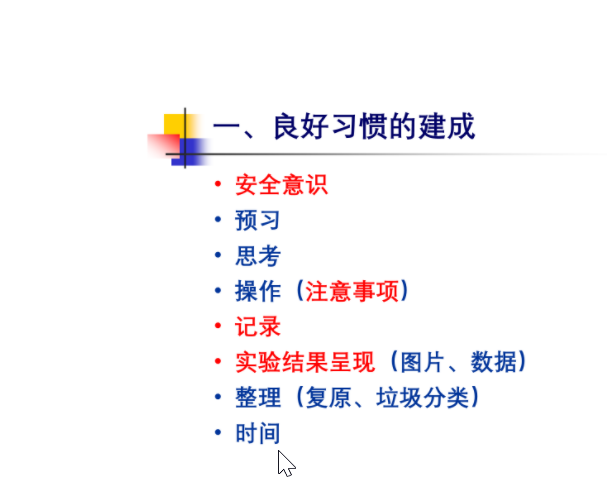 一、良好习惯的建成
• 安全意识
• 预习
• 思考
• 操作（注意事项）
• 记录
• 实验结果呈现（图片、数据）
• 整理（复原、垃圾分类）
• 时间